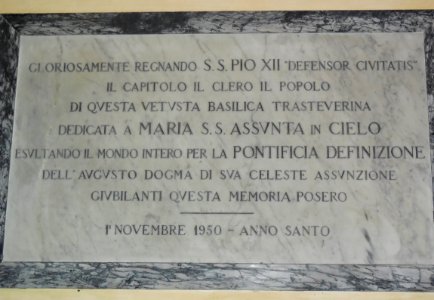 GLORIOSAMENTE REGNANDO S.S. PIO XII "DEFENSOR CIVITATIS"
IL CAPITOLO IL CLERO IL POPOLO
DI QVESTA VETVSTA BASILICA TRASTEVERINA
DEDICATA A MARIA S.S. ASSVNTA IN CIELO
ESVLTANDO IL MONDO INTERO PER LA PONTIFICIA DEFINIZIONE
DELL'AVGVSTO DOGMA DI SVA CELESTE ASSVNZIONE
GIVBILANTI QVESTA MEMORIA POSERO
1° NOVEMBRE 1950 - ANNO SANTO